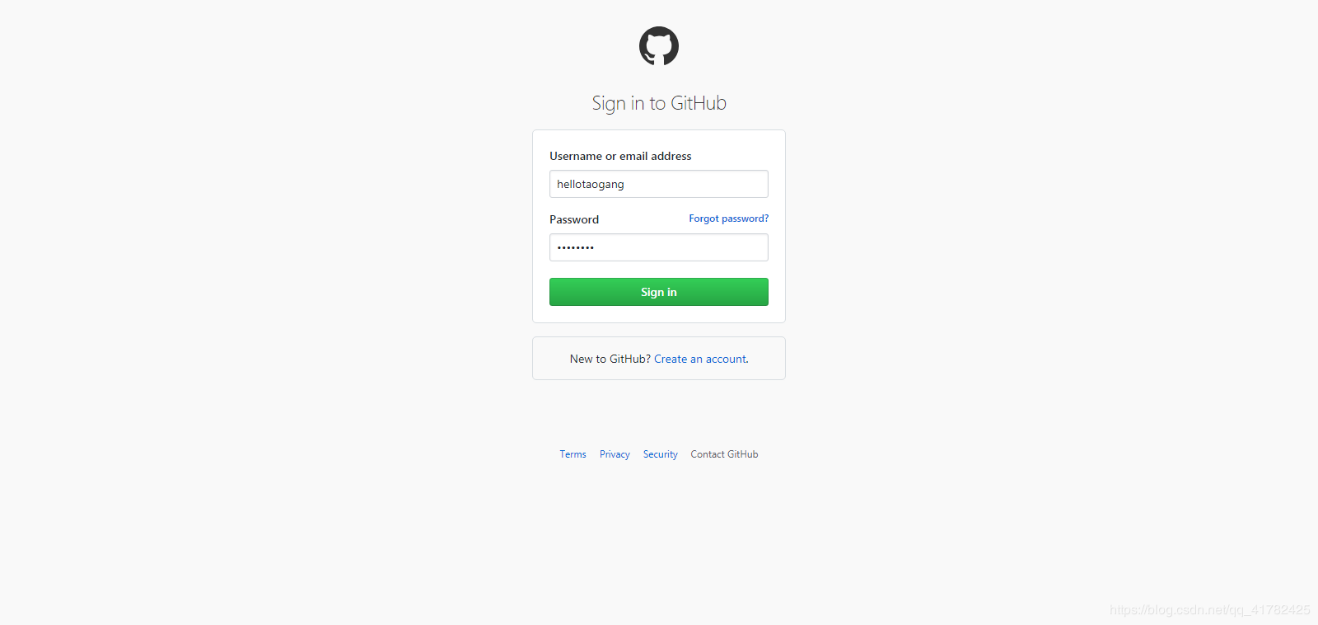 Sign in to GitHub
Username or email address
hellotaogang
Password Forgot password?
••••••••
Sign in
New to GitHub? Create an account.
Terms Privacy Security Contact GitHub
https://blog.csdn.net/qq_41782425